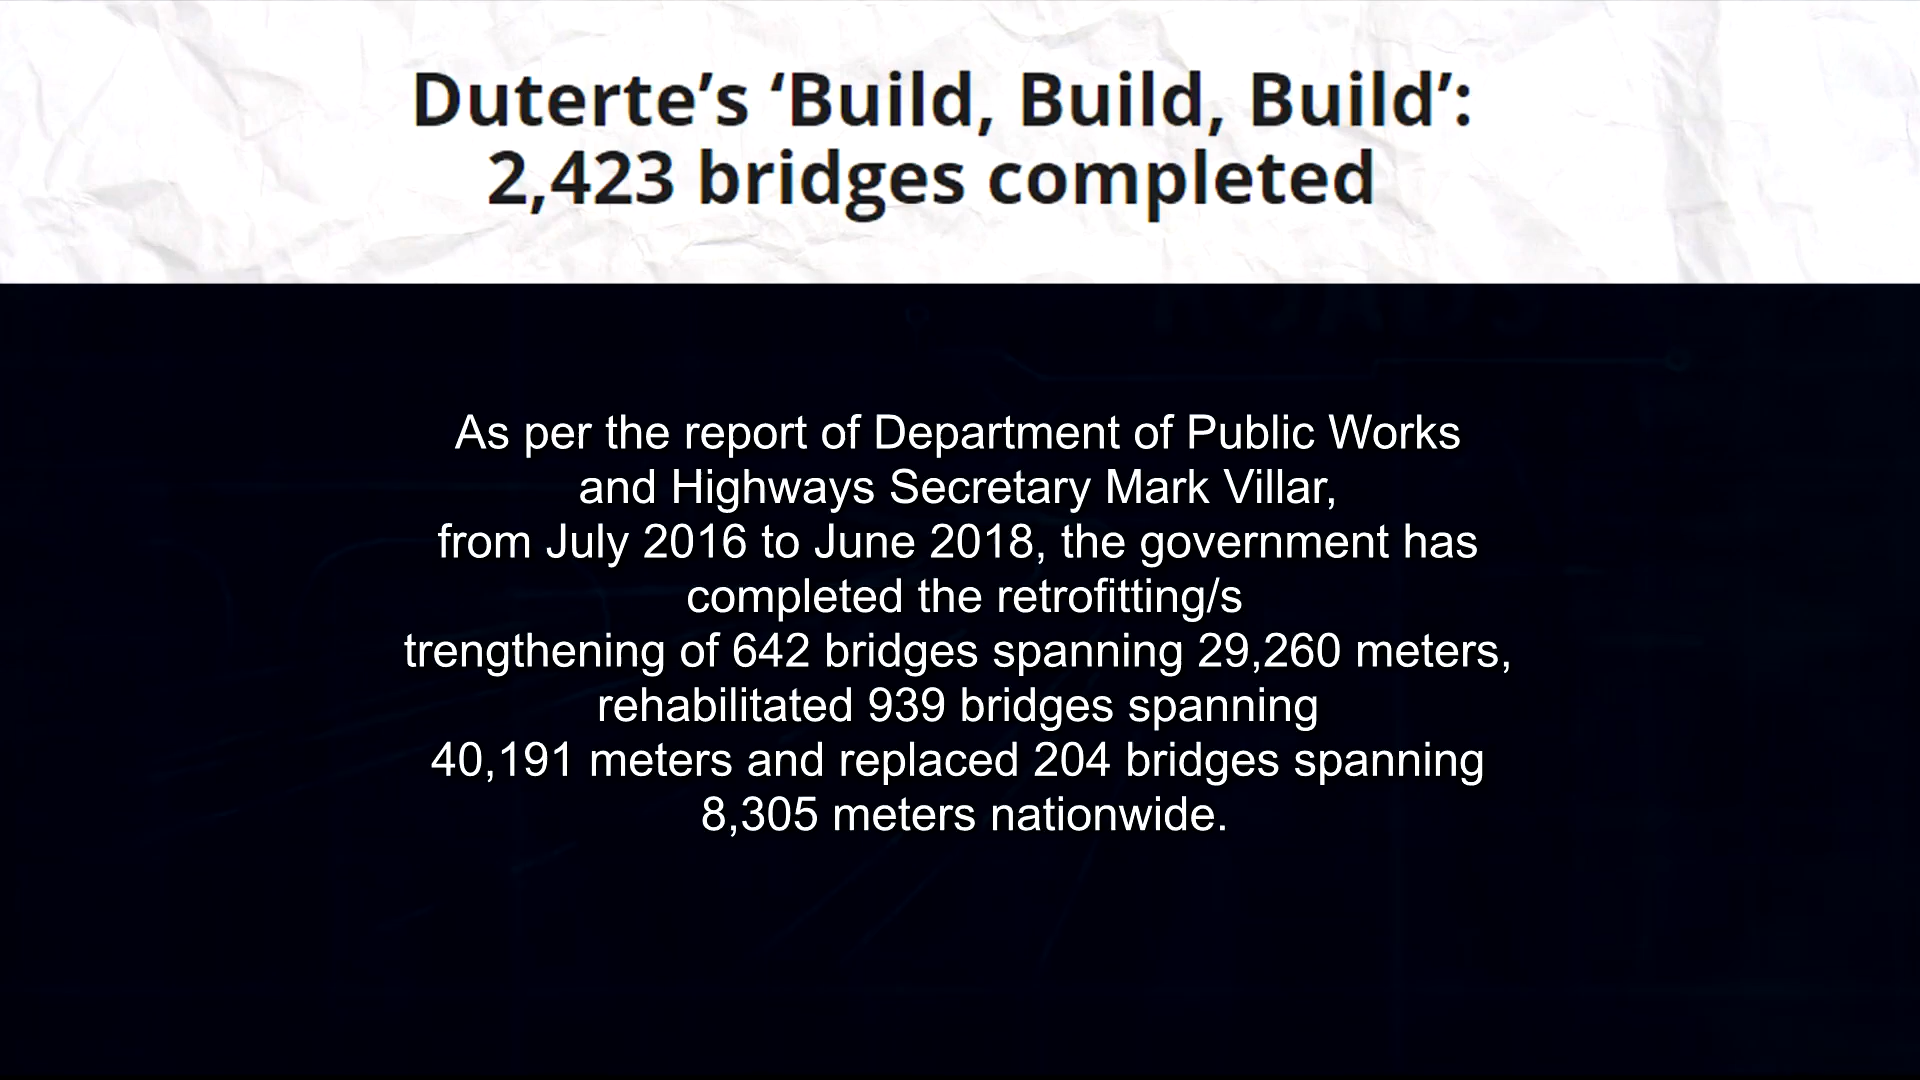 Duterte’s ‘Build, Build, Build’:
2,423 bridges completed
As per the report of Department of Public Works
and Highways Secretary Mark Villar,
from July 2016 to June 2018, the government has
completed the retrofitting/s
trengthening of 642 bridges spanning 29,260 meters,
rehabilitated 939 bridges spanning
40,191 meters and replaced 204 bridges spanning
8,305 meters nationwide.